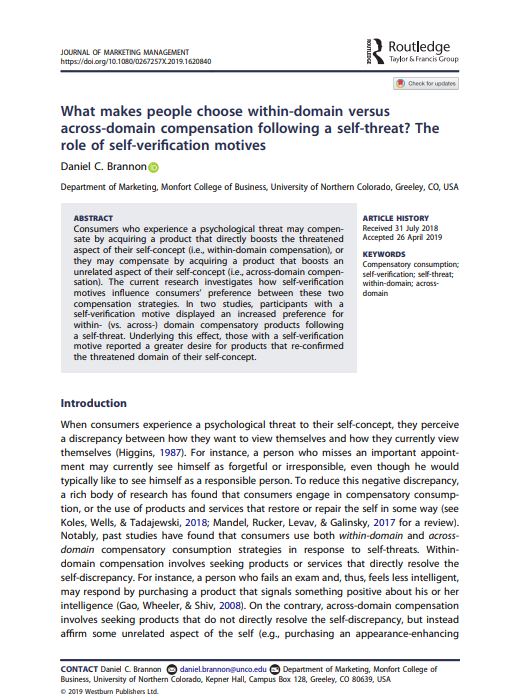 JOURNAL OF MARKETING MANAGEMENT
https://doi.org/10.1080/0267257X.2019.1620840
ROUTLEDGE
Routledge
Taylor & Francis Group
Check for updates
What makes people choose within-domain versus
across-domain compensation following a self-threat? The
role of self-verification motives
Daniel C. Brannon
iD
Department of Marketing, Monfort College of Business, University of Northern Colorado, Greeley, CO, USA
ABSTRACT
Consumers who experience a psychological threat may compen-
sate by acquiring a product that directly boosts the threatened
aspect of their self-concept (i.e., within-domain compensation), or
they may compensate by acquiring a product that boosts an
unrelated aspect of their self-concept (i.e., across-domain compen-
sation). The current research investigates how self-verification
motives influence consumers' preference between these two
compensation strategies. In two studies, participants with a
self-verification motive displayed an increased preference for
within- (vs. across-) domain compensatory products following
a self-threat. Underlying this effect, those with a self-verification
motive reported a greater desire for products that re-confirmed
the threatened domain of their self-concept.
ARTICLE HISTORY
Received 31 July 2018
Accepted 26 April 2019
KEYWORDS
Compensatory consumption;
self-verification; self-threat;
within-domain; across-
domain
Introduction
When consumers experience a psychological threat to their self-concept, they perceive
a discrepancy between how they want to view themselves and how they currently view
themselves (Higgins, 1987). For instance, a person who misses an important appoint-
ment may currently see himself as forgetful or irresponsible, even though he would
typically like to see himself as a responsible person. To reduce this negative discrepancy,
a rich body of research has found that consumers engage in compensatory consump-
tion, or the use of products and services that restore or repair the self in some way (see
Koles, Wells, & Tadajewski, 2018; Mandel, Rucker, Levav, & Galinsky, 2017 for a review).
Notably, past studies have found that consumers use both within-domain and across-
domain compensatory consumption strategies in response to self-threats. Within-
domain compensation involves seeking products or services that directly resolve the
self-discrepancy. For instance, a person who fails an exam and, thus, feels less intelligent,
may respond by purchasing a product that signals something positive about his or her
intelligence (Gao, Wheeler, & Shiv, 2008). On the contrary, across-domain compensation
involves seeking products that do not directly resolve the self-discrepancy, but instead
affirm some unrelated aspect of the self (e.g., purchasing an appearance-enhancing
CONTACT Daniel C. Brannon daniel.brannon@unco.edu Department of Marketing, Monfort College of
Business, University of Northern Colorado, Kepner Hall, Campus Box 128, Greeley, CO 80639, USA
© 2019 Westburn Publishers Ltd.